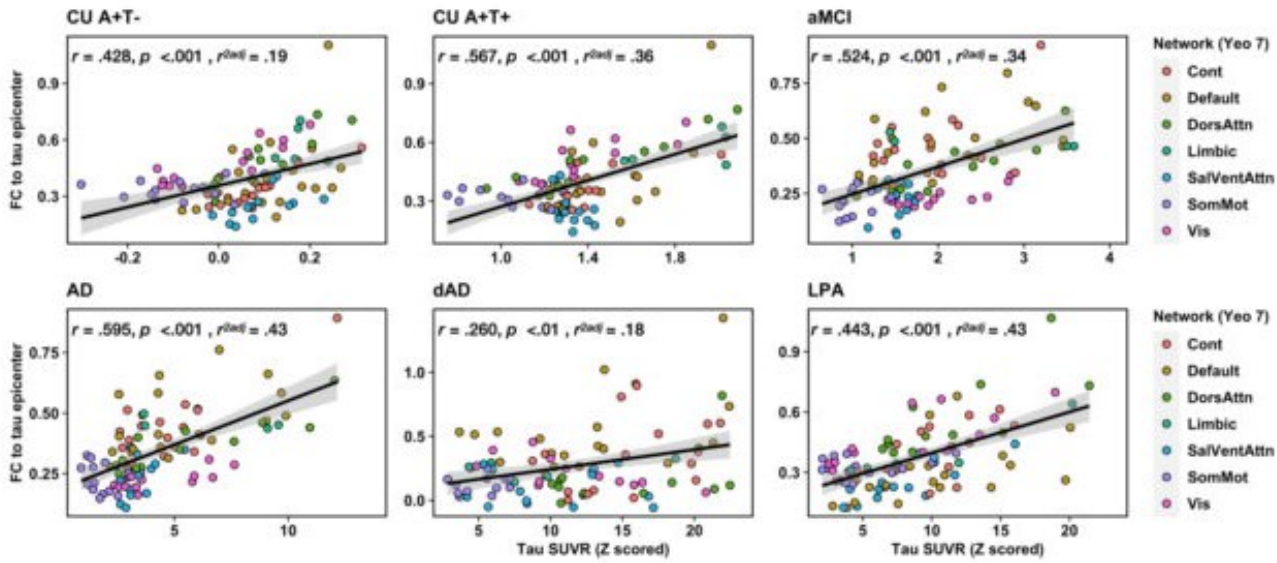 CU A+T-
CU A+T+
aMCI
r = .428, p <.001 , r2adj = .19
r = .567, p <.001 , r2adj = .36
r = .524, p <.001 , r2adj = .34
FC to tau epicenter
0.9
0.6
0.3
-0.2
0.0
0.2
0.9
0.6
0.3
1.0
1.4
1.8
0.75
0.50
0.25
1
2
3
4
Network (Yeo 7)
Cont
Default
DorsAttn
Limbic
SalVentAttn
SomMot
Vis
AD
dAD
LPA
r = .595, p <.001 , r2adj = .43
r = .260, p <.01 , r2adj = .18
r = .443, p <.001 , r2adj = .43
FC to tau epicenter
0.75
0.50
0.25
5
10
1.0
0.5
0.0
5
10
15
20
Tau SUVR (Z scored)
0.9
0.6
0.3
5
10
15
20
Tau SUVR (Z scored)
Network (Yeo 7)
Cont
Default
DorsAttn
Limbic
SalVentAttn
SomMot
Vis